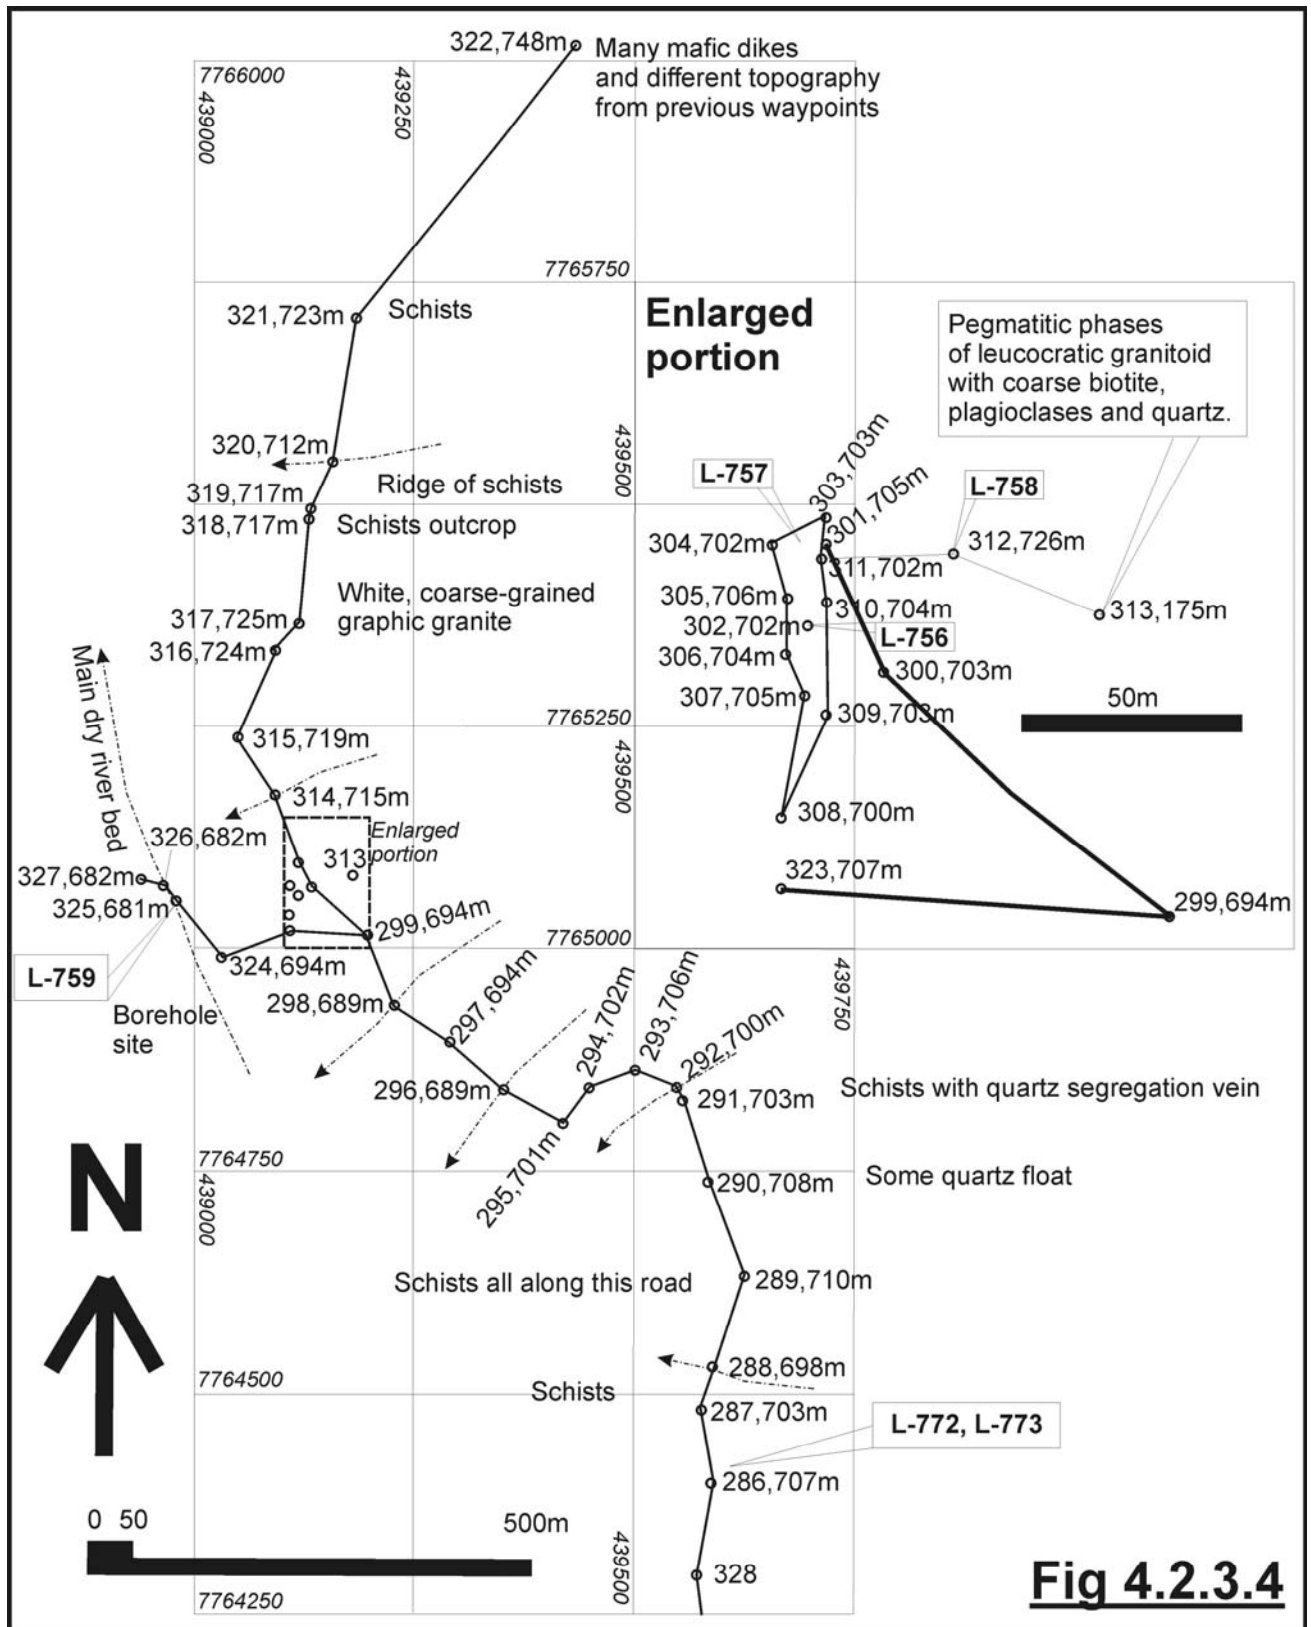 322,748m
Many mafic dikes
and different topography
from previous waypoints
7766000
439000
439250
7765750
321,723m
Schists
Enlarged
portion
Pegmatitic phases
of leucocratic granitoid
with coarse biotite,
plagioclases and quartz.
320,712m
439500
319,717m
Ridge of schists
318,717m
Schists outcrop
L-757
303,703m
301,705m
L-758
304,702m
312,726m
311,702m
317,725m
White, coarse-grained
graphic granite
305,706m
310,704m
313,175m
302,702m
L-756
316,724m
306,704m
300,703m
Main dry river bed
307,705m
309,703m
50m
7765250
315,719m
439500
314,715m
308,700m
326,682m
Enlarged
portion
313
327,682m
323,707m
325,681m
299,694m
299,694m
7765000
L-759
324,694m
439750
298,689m
297,694m
294,702m
293,706m
292,700m
Borehole
site
296,689m
291,703m
Schists with quartz segregation vein
295,701m
N
7764750
439000
290,708m
Some quartz float
Schists all along this road
289,710m
288,698m
7764500
Schists
287,703m
L-772, L-773
286,707m
0 50
500m
439500
328
7764250
Fig 4.2.3.4